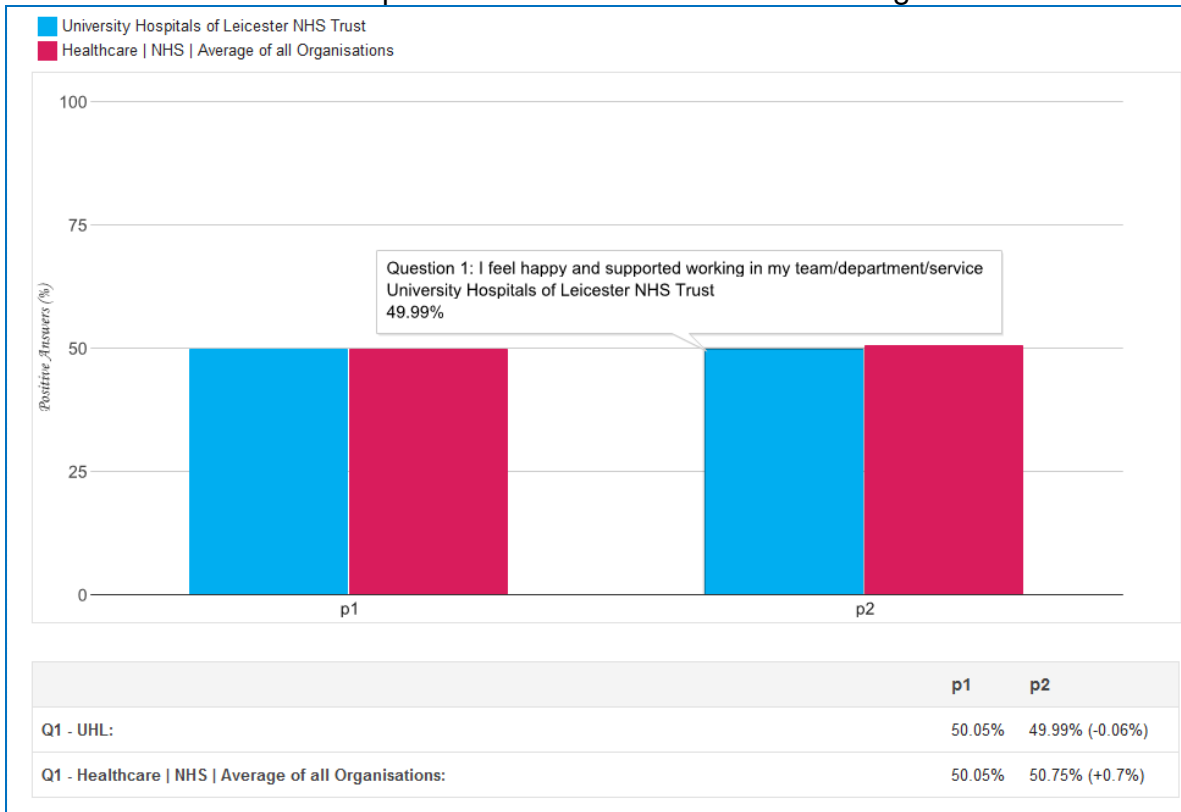 University Hospitals of Leicester NHS Trust
Healthcare | NHS | Average of all Organisations
100
75
Question 1: I feel happy and supported working in my team/department/service
University Hospitals of Leicester NHS Trust
49.99%
Positive Answers (%)
50
25
0
p1 p2
p1 p2
Q1 - UHL: 50.05% 49.99% (-0.06%)
Q1 - Healthcare | NHS | Average of all Organisations: 50.05% 50.75% (+0.7%)